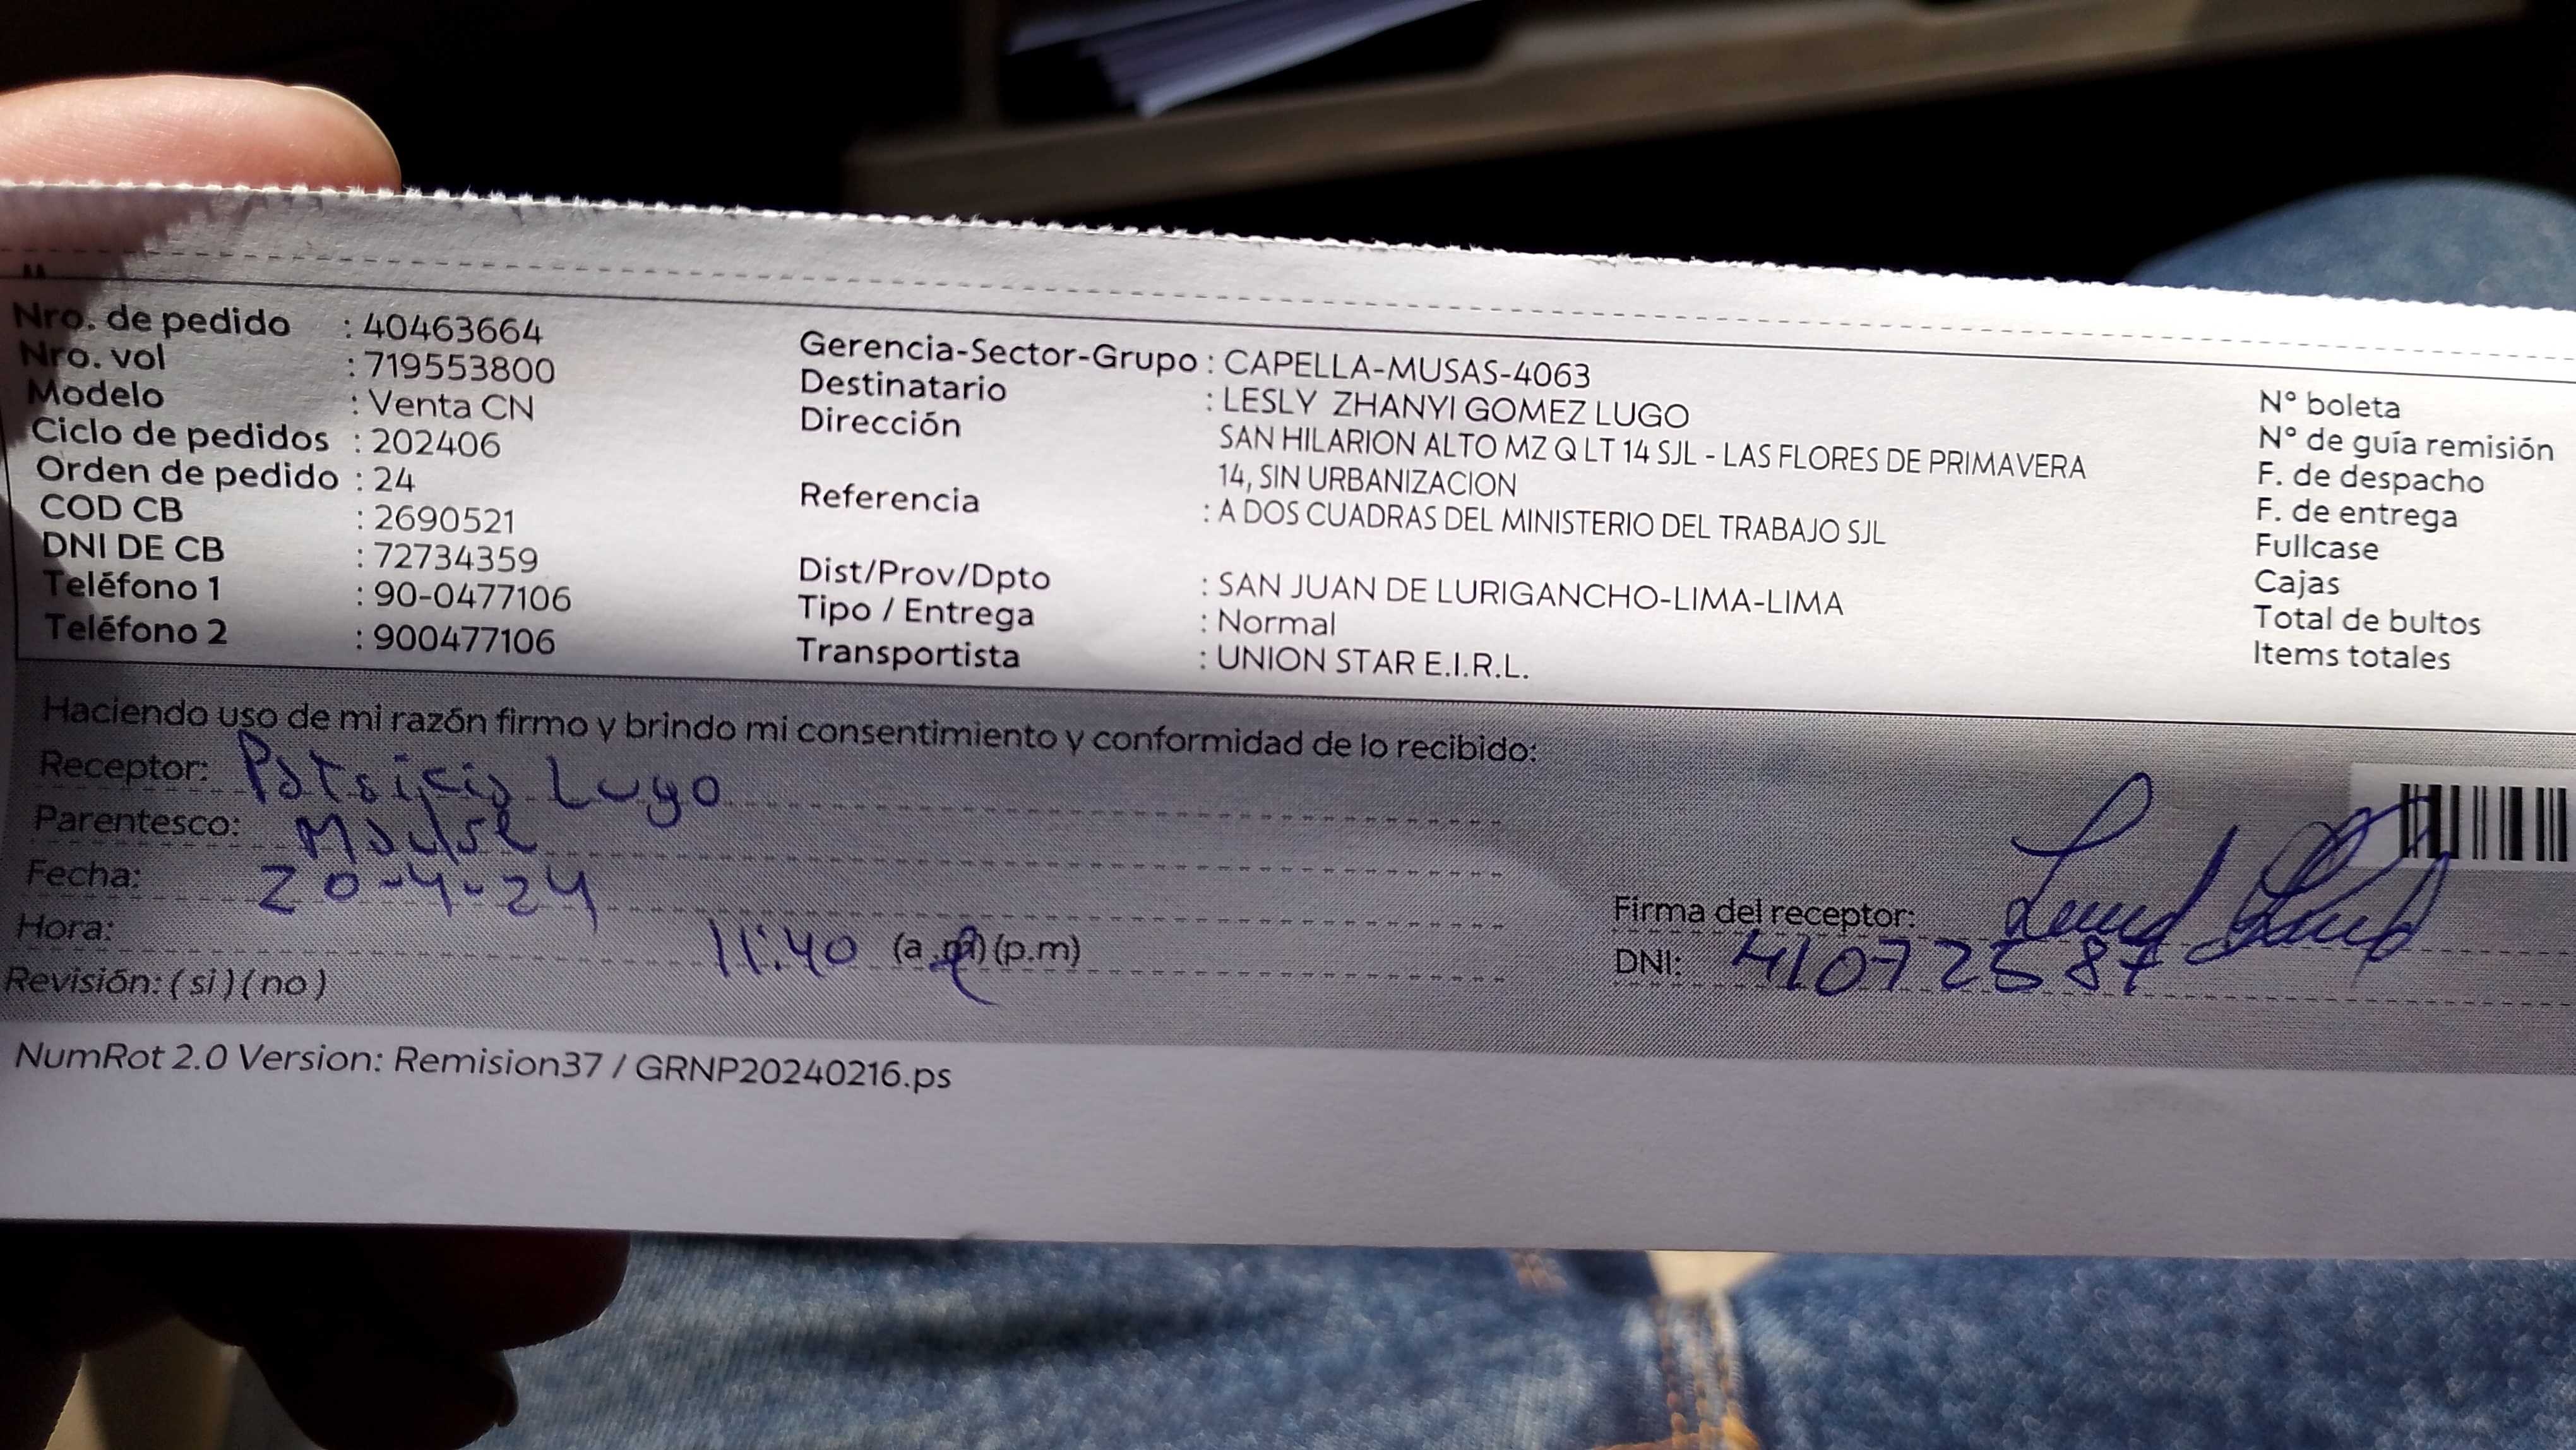 Nro. de pedido : 40463664
Nro. vol : 719553800
Modelo : Venta CN
Ciclo de pedidos : 202406
Orden de pedido : 24
COD CB : 2690521
DNI DE CB : 72734359
Teléfono 1 : 90-0477106
Teléfono 2 : 900477106
Gerencia-Sector-Grupo : CAPELLA-MUSAS-4063
Destinatario : LESLY ZHANYI GOMEZ LUGO
Dirección SAN HILARION ALTO MZ Q LT 14 SJL - LAS FLORES DE PRIMAVERA
14, SIN URBANIZACION
Referencia : A DOS CUADRAS DEL MINISTERIO DEL TRABAJO SJL
Dist/Prov/Dpto : SAN JUAN DE LURIGANCHO-LIMA-LIMA
Tipo / Entrega : Normal
Transportista : UNION STAR E.I.R.L.
N° boleta
N° de guía remisión
F. de despacho
F. de entrega
Fullcase
Cajas
Total de bultos
Items totales
Haciendo uso de mi razón firmo y brindo mi consentimiento y conformidad de lo recibido:
Receptor: Patricia Lugo
Parentesco: Madre
Fecha: 20-4-24
Hora: 11:40 (a.m) (p.m)
Revisión: ( si ) ( no )
Firma del receptor:
DNI: 41072587
NumRot 2.0 Version: Remision37 / GRNP20240216.ps